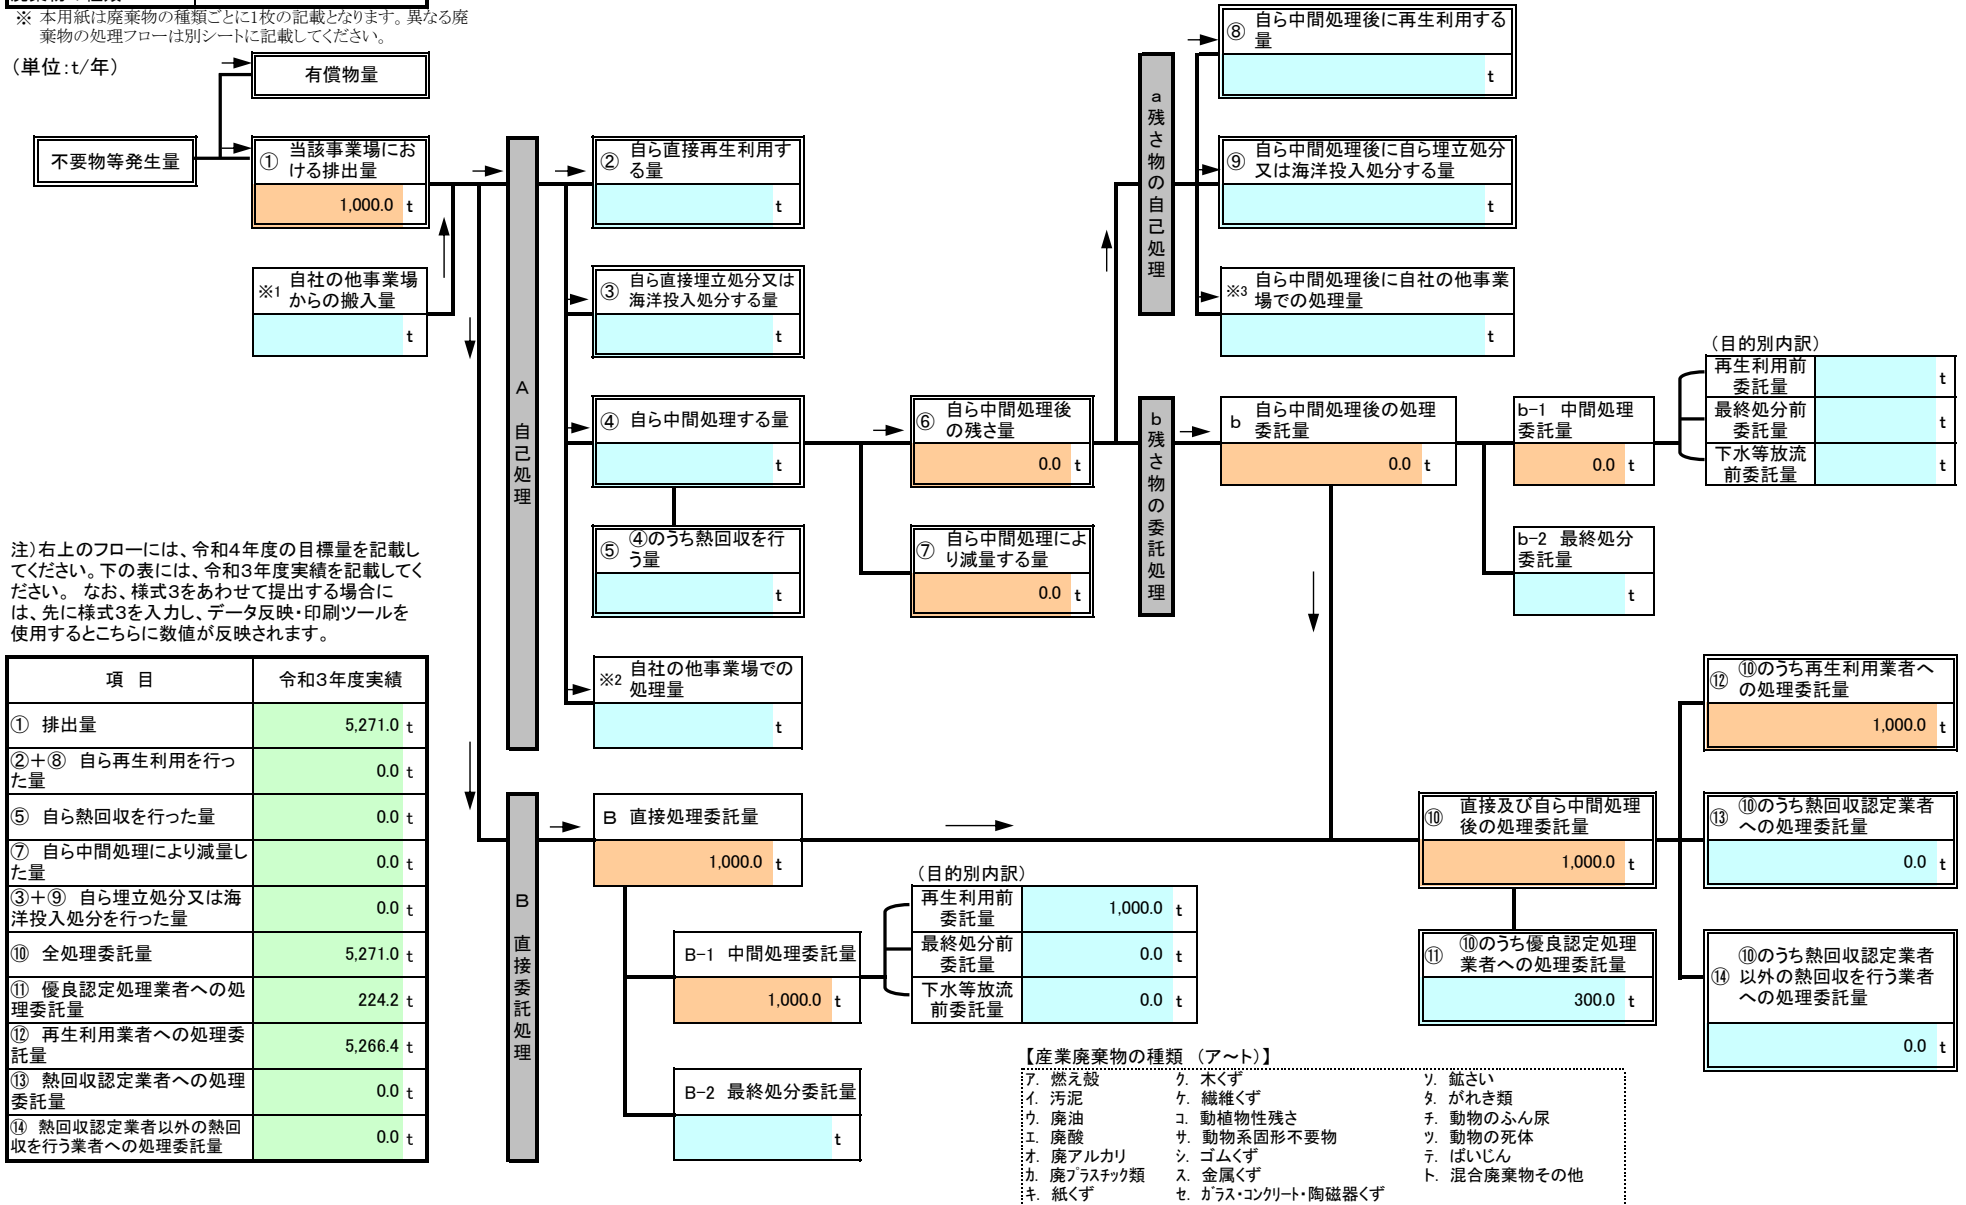 ※ 本用紙は廃棄物の種類ごとに1枚の記載となります。異なる廃
棄物の処理フローは別シートに記載してください。
(単位:t/年)
有償物量
不要物等発生量
① 当該事業場にお
ける排出量
1,000.0 t
※1 自社の他事業場
からの搬入量
t
A 自己処理
② 自ら直接再生利用す
る量
t
③ 自ら直接埋立処分又は
海洋投入処分する量
t
④ 自ら中間処理する量
t
⑤ ④のうち熱回収を行
う量
t
※2 自社の他事業場での
処理量
t
⑥ 自ら中間処理後
の残さ量
0.0 t
⑦ 自ら中間処理によ
り減量する量
0.0 t
a 残さ物の自己処理
⑧ 自ら中間処理後に再生利用する
量
t
⑨ 自ら中間処理後に自ら埋立処分
又は海洋投入処分する量
t
※3 自ら中間処理後に自社の他事業
場での処理量
t
b 残さ物の委託処理
b 自ら中間処理後の処理
委託量
0.0 t
b-1 中間処理
委託量
0.0 t
(目的別内訳)
再生利用前
委託量
t
最終処分前
委託量
t
下水等放流
前委託量
t
b-2 最終処分
委託量
t
注)右上のフローには、令和4年度の目標量を記載し
てください。下の表には、令和3年度実績を記載してく
ださい。 なお、様式3をあわせて提出する場合に
は、先に様式3を入力し、データ反映・印刷ツールを
使用するとこちらに数値が反映されます。
項 目 令和3年度実績
① 排出量 5,271.0 t
②+⑧ 自ら再生利用を行っ
た量 0.0 t
⑤ 自ら熱回収を行った量 0.0 t
⑦ 自ら中間処理により減量し
た量 0.0 t
③+⑨ 自ら埋立処分又は海
洋投入処分を行った量 0.0 t
⑩ 全処理委託量 5,271.0 t
⑪ 優良認定処理業者への処
理委託量 224.2 t
⑫ 再生利用業者への処理委
託量 5,266.4 t
⑬ 熱回収認定業者への処理
委託量 0.0 t
⑭ 熱回収認定業者以外の熱回
収を行う業者への処理委託量 0.0 t
B 直接委託処理
B 直接処理委託量
1,000.0 t
B-1 中間処理委託量
1,000.0 t
B-2 最終処分委託量
t
(目的別内訳)
再生利用前
委託量
1,000.0 t
最終処分前
委託量
0.0 t
下水等放流
前委託量
0.0 t
⑩ 直接及び自ら中間処理
後の処理委託量
1,000.0 t
⑪ ⑩のうち優良認定処理
業者への処理委託量
300.0 t
⑫ ⑩のうち再生利用業者へ
の処理委託量
1,000.0 t
⑬ ⑩のうち熱回収認定業者
への処理委託量
0.0 t
⑭ ⑩のうち熱回収認定業者
以外の熱回収を行う業者
への処理委託量
0.0 t
【産業廃棄物の種類 (ア~ト)】
ア. 燃え殻 ク. 木くず ソ. 鉱さい
イ. 汚泥 ケ. 繊維くず タ. がれき類
ウ. 廃油 コ. 動植物性残さ チ. 動物のふん尿
エ. 廃酸 サ. 動物系固形不要物 ツ. 動物の死体
オ. 廃アルカリ シ. ゴムくず テ. ばいじん
カ. 廃プラスチック類 ス. 金属くず ト. 混合廃棄物その他
キ. 紙くず セ. ガラス・コンクリート・陶磁器くず